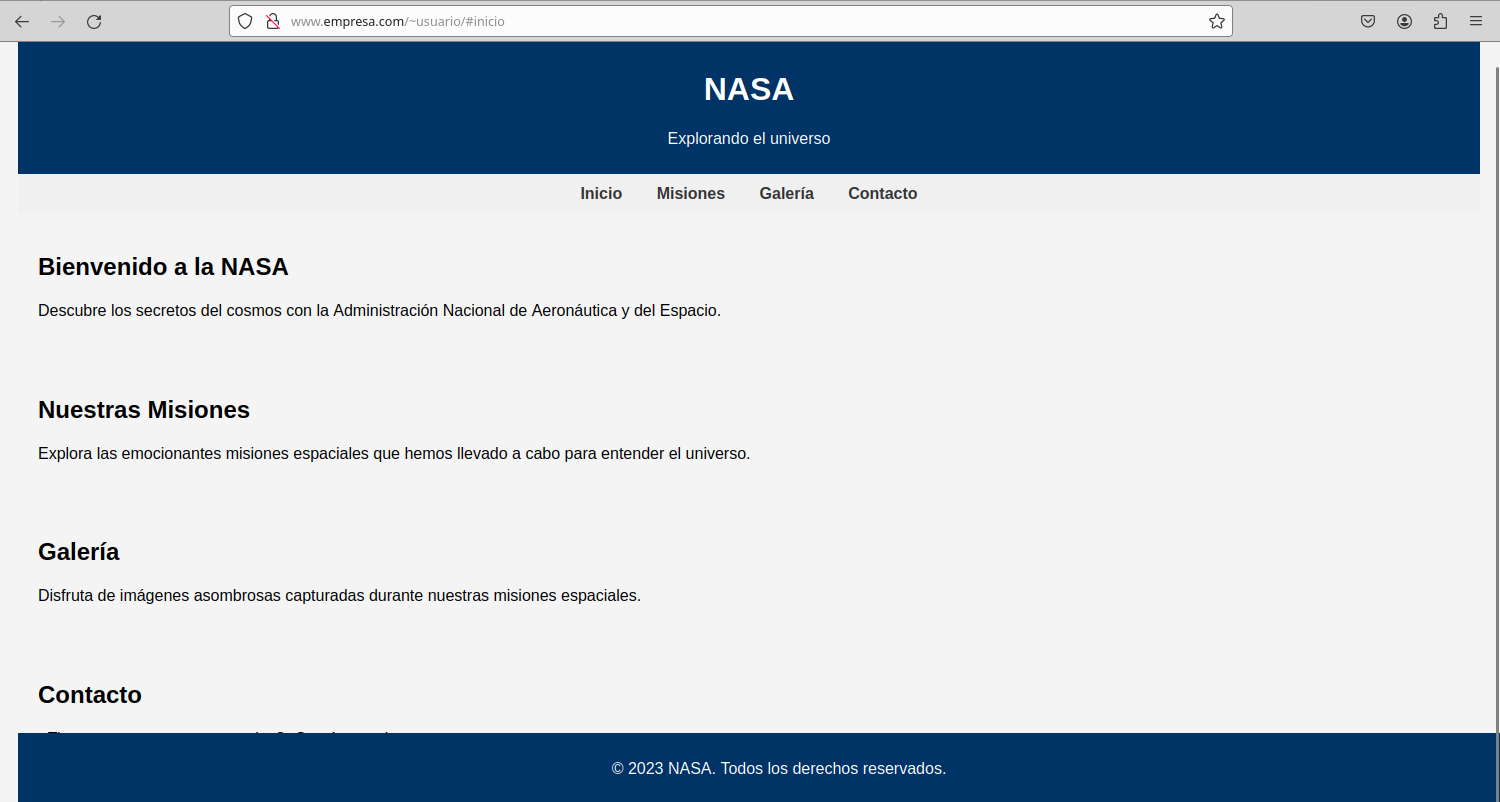 www.empresa.com/~usuario/#inicio
NASA
Explorando el universo
Inicio Misiones Galería Contacto
Bienvenido a la NASA
Descubre los secretos del cosmos con la Administración Nacional de Aeronáutica y del Espacio.
Nuestras Misiones
Explora las emocionantes misiones espaciales que hemos llevado a cabo para entender el universo.
Galería
Disfruta de imágenes asombrosas capturadas durante nuestras misiones espaciales.
Contacto
© 2023 NASA. Todos los derechos reservados.